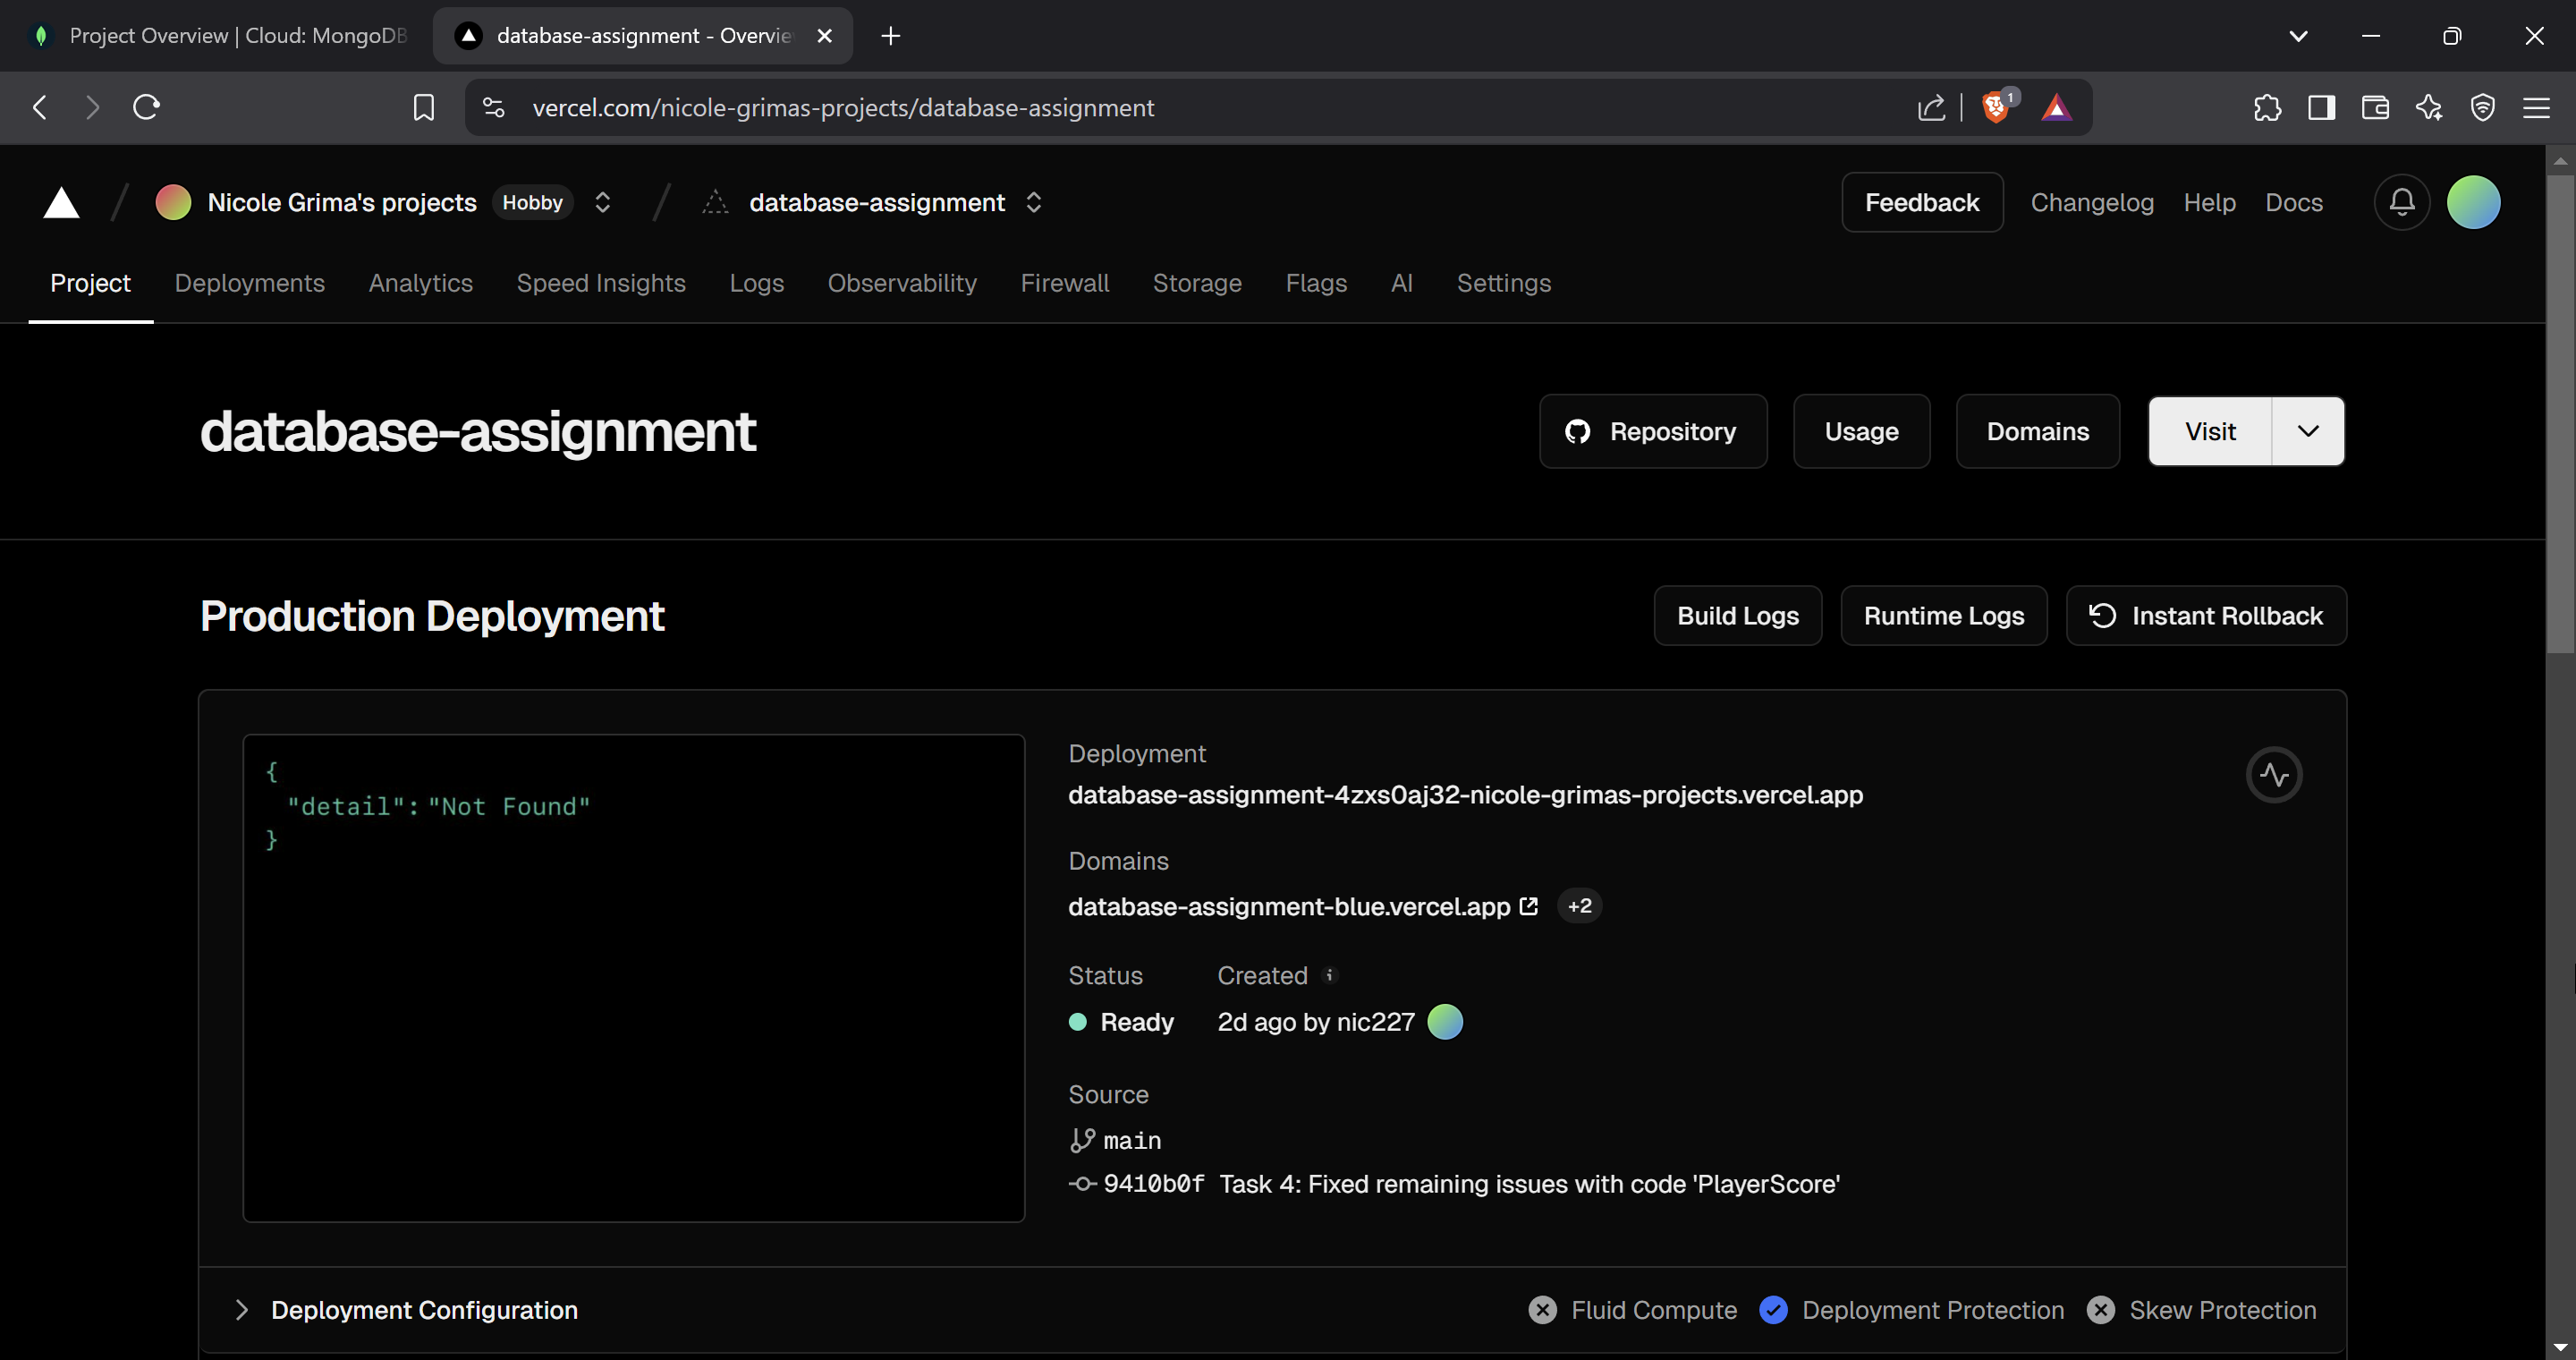 Project Overview | Cloud: MongoDB
database-assignment - Overvie
vercel.com/nicole-grimas-projects/database-assignment
1
Nicole Grima's projects Hobby
database-assignment
Feedback Changelog Help Docs
Project Deployments Analytics Speed Insights Logs Observability Firewall Storage Flags AI Settings
database-assignment
Repository Usage Domains Visit
Production Deployment
Build Logs Runtime Logs Instant Rollback
{
"detail":"Not Found"
}
Deployment
database-assignment-4zxs0aj32-nicole-grimas-projects.vercel.app
Domains
database-assignment-blue.vercel.app +2
Status Created
Ready 2d ago by nic227
Source
main
9410b0f Task 4: Fixed remaining issues with code 'PlayerScore'
Deployment Configuration
Fluid Compute Deployment Protection Skew Protection